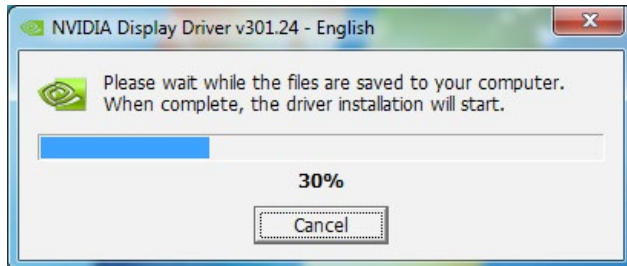 NVIDIA Display Driver v301.24 - English
Please wait while the files are saved to your computer.
When complete, the driver installation will start.
30%
Cancel